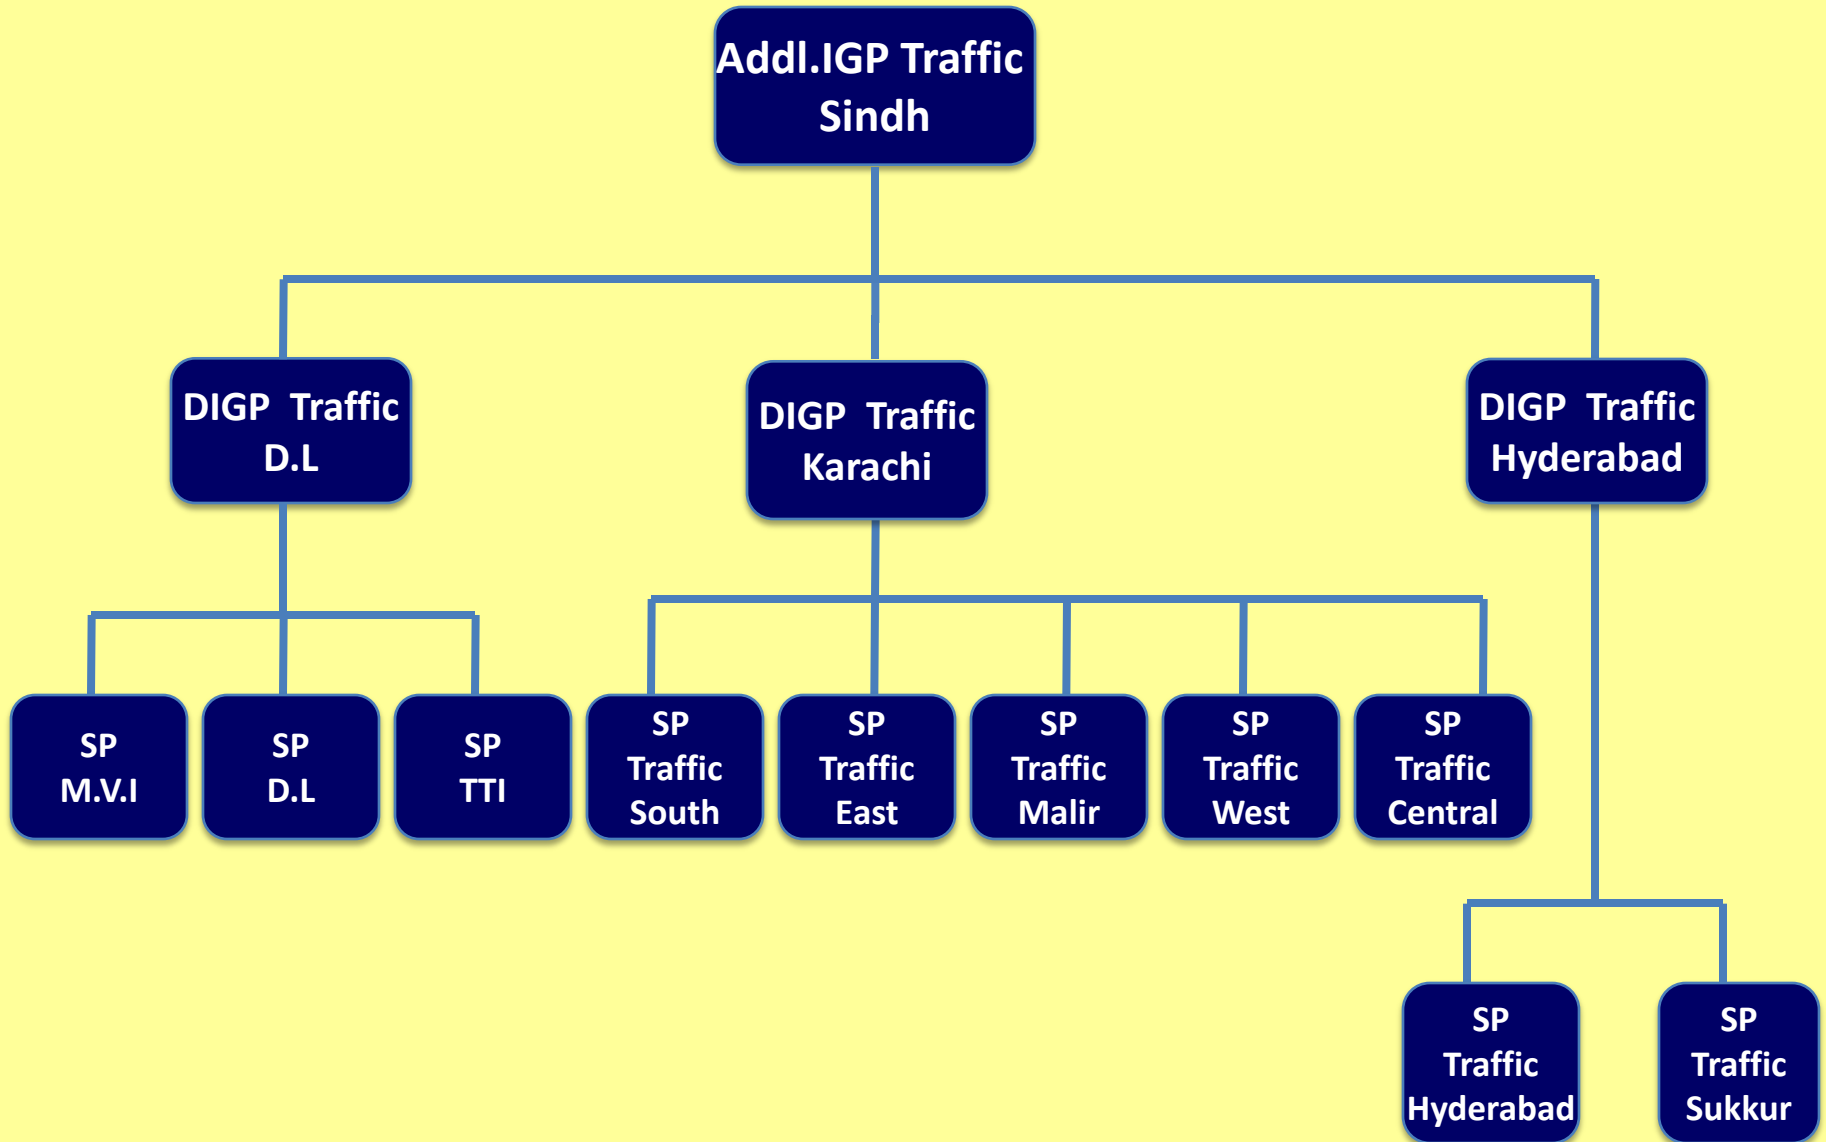 Addl.IGP Traffic
Sindh
DIGP Traffic
D.L
DIGP Traffic
Karachi
DIGP Traffic
Hyderabad
SP
M.V.I
SP
D.L
SP
TTI
SP
Traffic
South
SP
Traffic
East
SP
Traffic
Malir
SP
Traffic
West
SP
Traffic
Central
SP
Traffic
Hyderabad
SP
Traffic
Sukkur